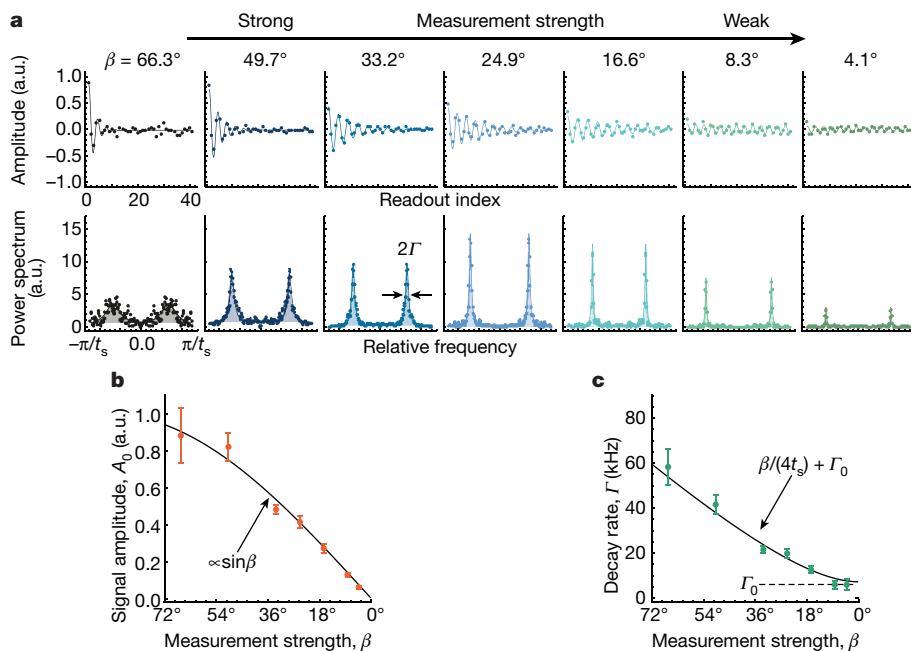 a
Strong Measurement strength Weak
β = 66.3° 49.7° 33.2° 24.9° 16.6° 8.3° 4.1°
Amplitude (a.u.)
1.0
0.5
0.0
−0.5
−1.0
0 20 40 Readout index
Power spectrum
(a.u.)
15
10
5
0
2Γ
−π/ts 0.0 π/ts Relative frequency
b
Signal amplitude, A0 (a.u.)
1.0
0.8
0.6
0.4
0.2
0.0
∝sinβ
72° 54° 36° 18° 0°
Measurement strength, β
c
Decay rate, Γ (kHz)
80
60
40
20
0
β/(4ts) + Γ0
Γ0
72° 54° 36° 18° 0°
Measurement strength, β